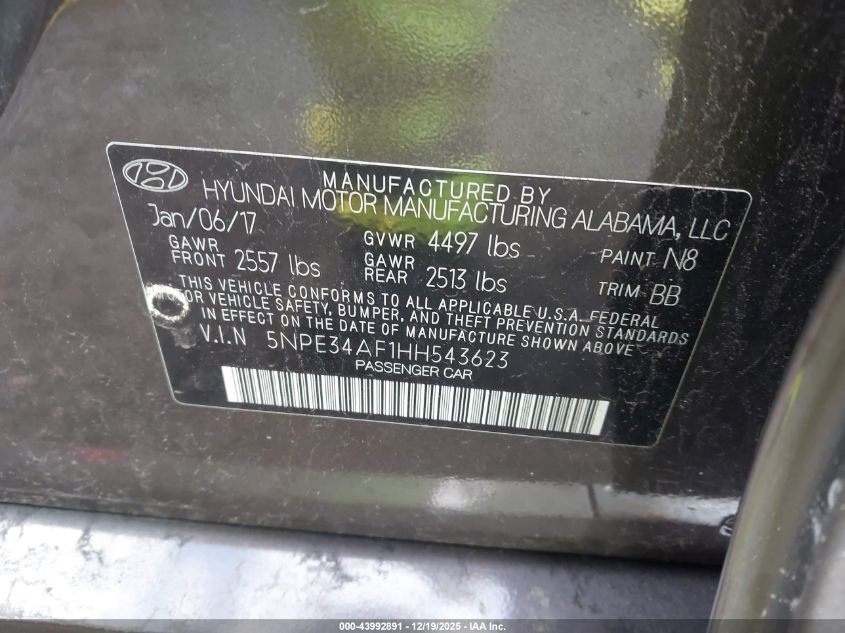 MANUFACTURED BY
HYUNDAI MOTOR MANUFACTURING ALABAMA, LLC
Jan/06/17 GVWR 4497 lbs PAINT N8
GAWR FRONT 2557 lbs GAWR REAR 2513 lbs TRIM BB
THIS VEHICLE CONFORMS TO ALL APPLICABLE U.S.A. FEDERAL
FOR VEHICLE SAFETY, BUMPER, AND THEFT PREVENTION STANDARDS
IN EFFECT ON THE DATE OF MANUFACTURE SHOWN ABOVE
V.I.N 5NPE34AF1HH543623
PASSENGER CAR
000-43992891 - 12/19/2025 - IAA Inc.